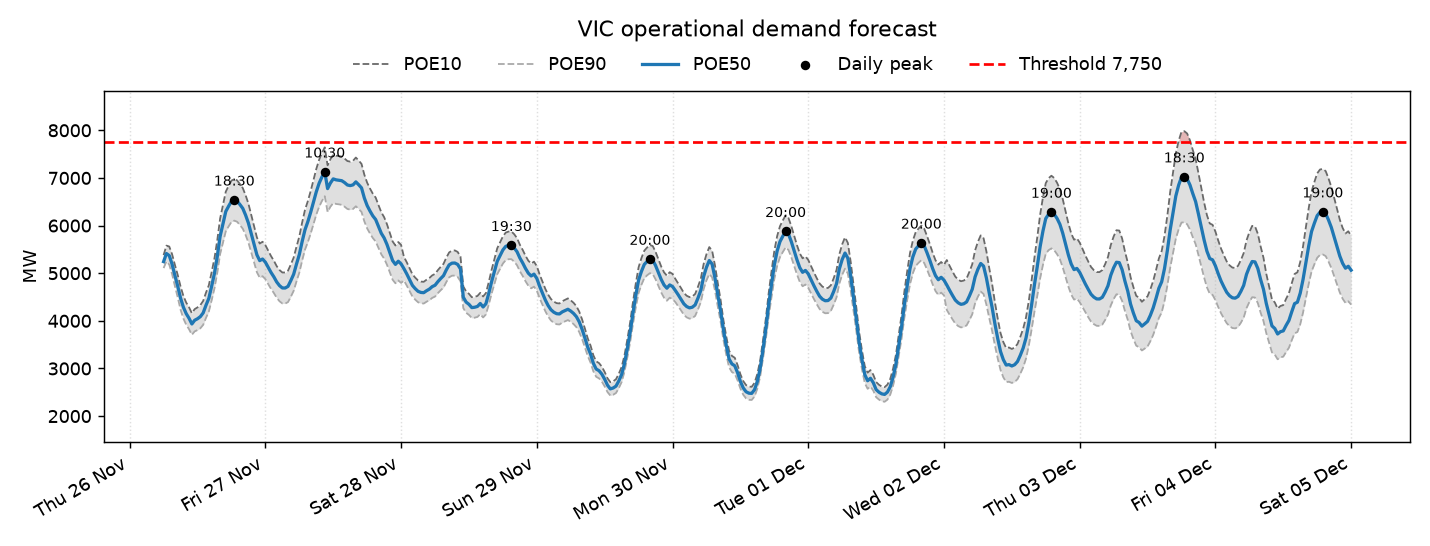 VIC operational demand forecast
POE10 POE90 POE50 Daily peak Threshold 7,750
MW
8000
7000
6000
5000
4000
3000
2000
18:30
10:30
19:30
20:00
20:00
20:00
19:00
18:30
19:00
Thu 26 Nov
Fri 27 Nov
Sat 28 Nov
Sun 29 Nov
Mon 30 Nov
Tue 01 Dec
Wed 02 Dec
Thu 03 Dec
Fri 04 Dec
Sat 05 Dec